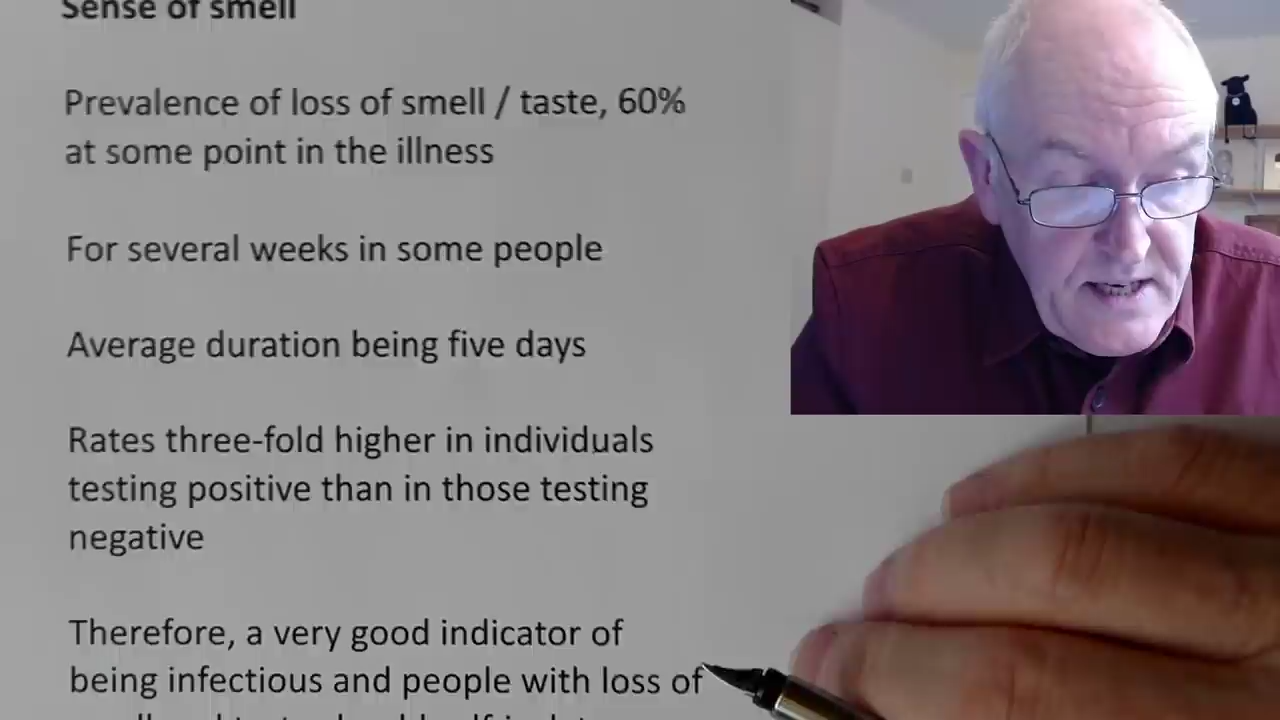 Sense of smell
Prevalence of loss of smell / taste, 60%
at some point in the illness
For several weeks in some people
Average duration being five days
Rates three-fold higher in individuals
testing positive than in those testing
negative
Therefore, a very good indicator of
being infectious and people with loss of